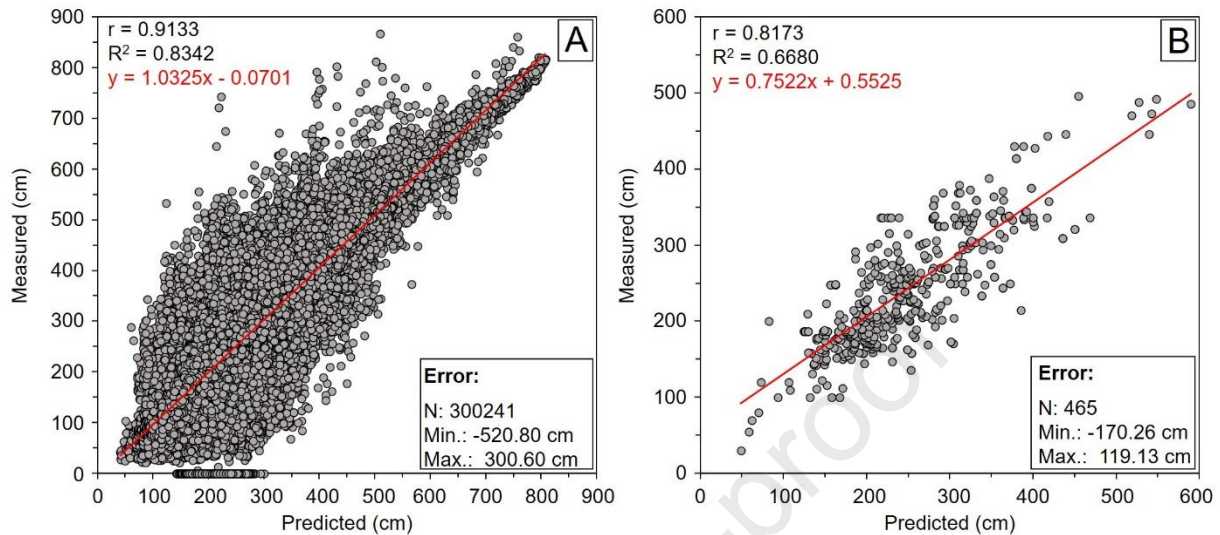 A
r = 0.9133
R² = 0.8342
y = 1.0325x - 0.0701
Measured (cm)
900
800
700
600
500
400
300
200
100
0
Error:
N: 300241
Min.: -520.80 cm
Max.: 300.60 cm
0 100 200 300 400 500 600 700 800 900
Predicted (cm)
B
r = 0.8173
R² = 0.6680
y = 0.7522x + 0.5525
Measured (cm)
600
500
400
300
200
100
0
Error:
N: 465
Min.: -170.26 cm
Max.: 119.13 cm
0 100 200 300 400 500 600
Predicted (cm)